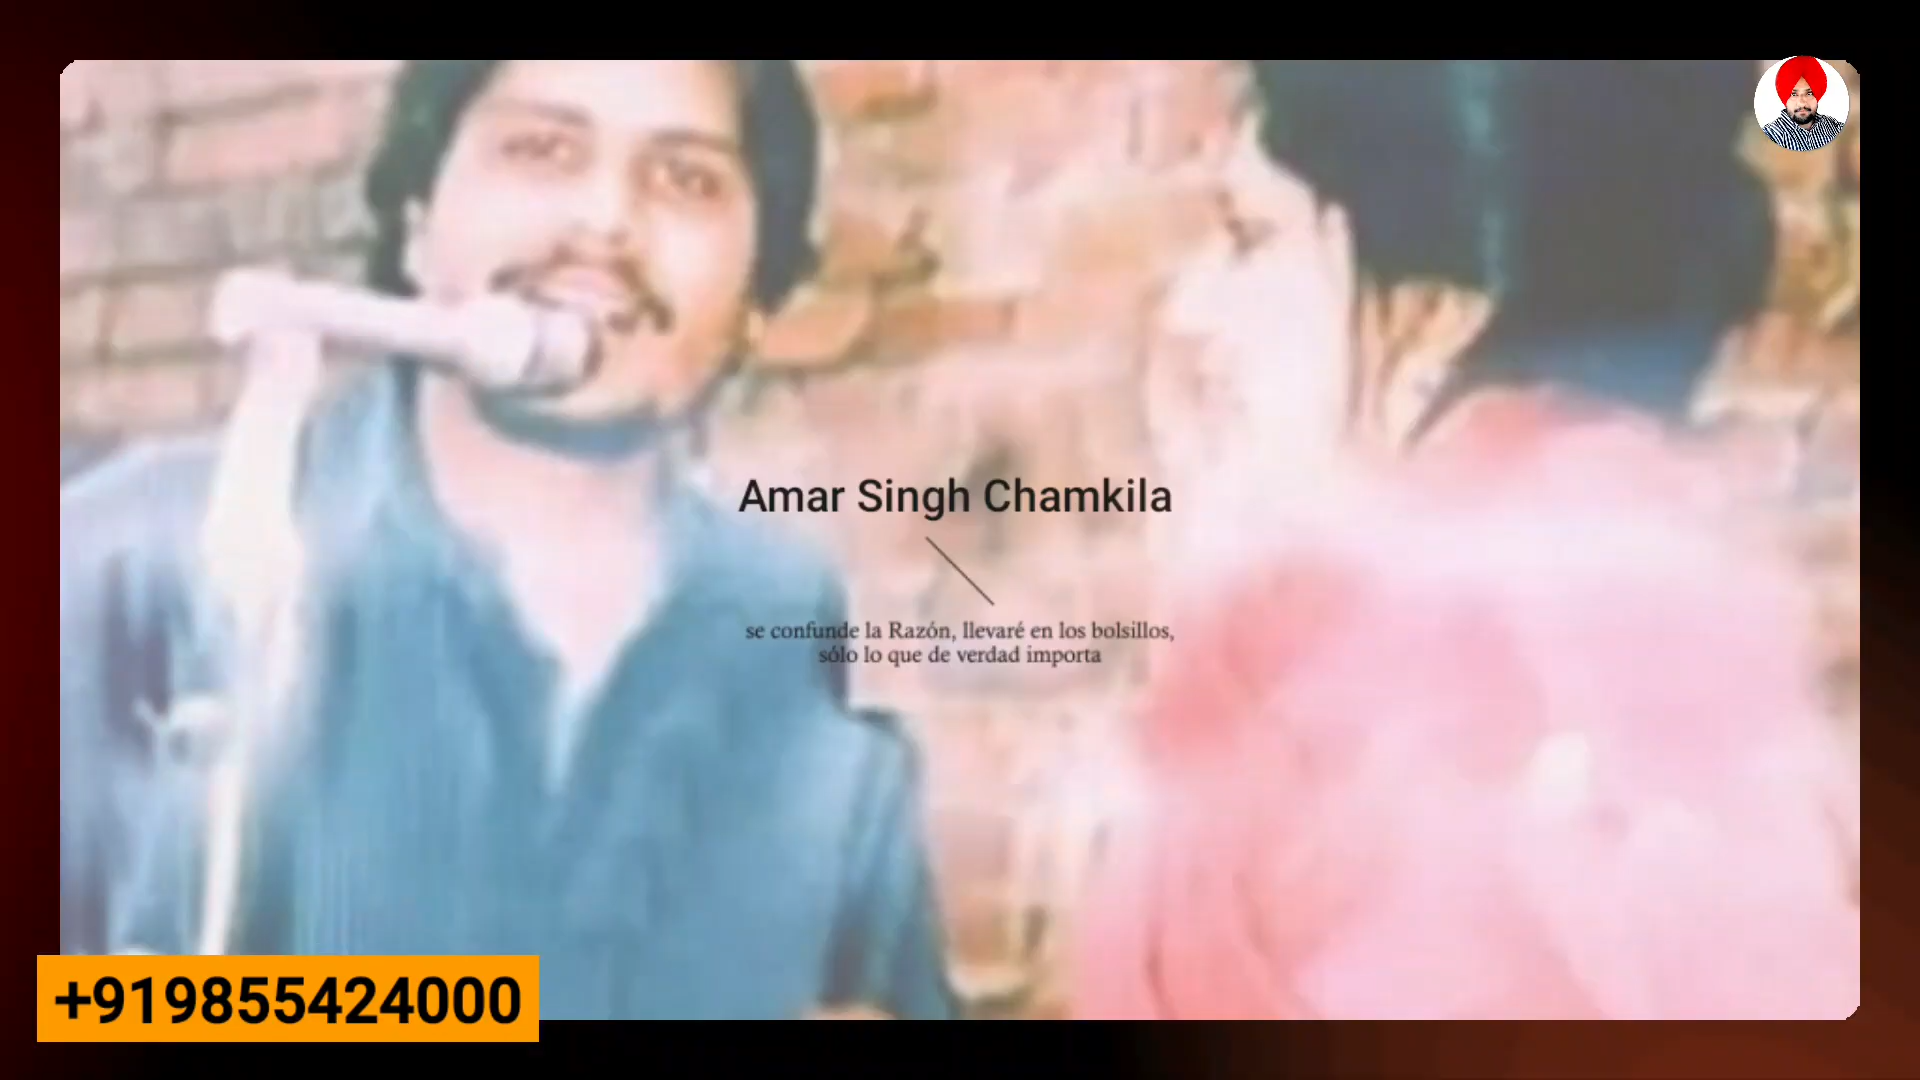 Amar Singh Chamkila
se confunde la Razón, llevaré en los bolsillos,
sólo lo que de verdad importa
+919855424000